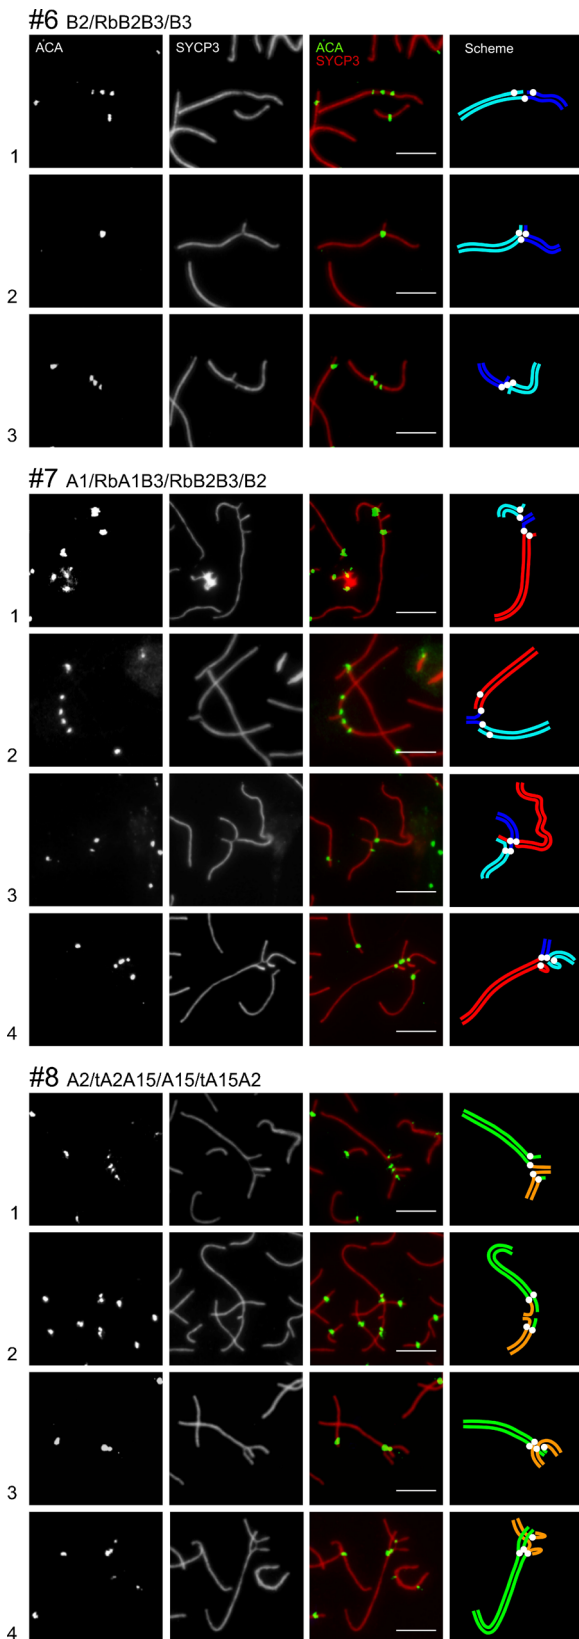 #6 B2/RbB2B3/B3
ACA
SYCP3
ACA
SYCP3
Scheme
1
2
3
#7 A1/RbA1B3/RbB2B3/B2
1
2
3
4
#8 A2/tA2A15/A15/tA15A2
1
2
3
4